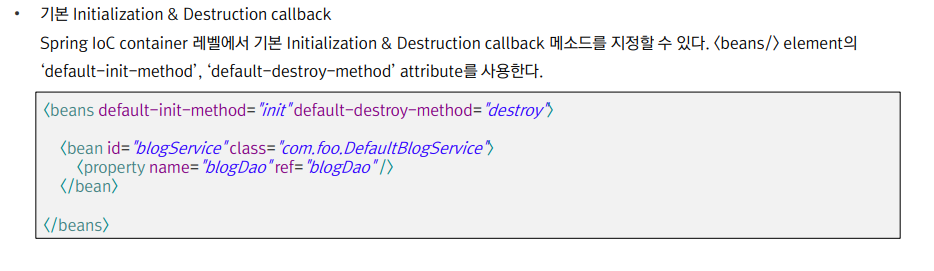 • 기본 Initialization & Destruction callback
Spring IoC container 레벨에서 기본 Initialization & Destruction callback 메소드를 지정할 수 있다. <beans/> element의
‘default-init-method’, ‘default-destroy-method’ attribute를 사용한다.
<beans default-init-method="init" default-destroy-method="destroy">
<bean id="blogService" class="com.foo.DefaultBlogService">
<property name="blogDao" ref="blogDao" />
</bean>
</beans>